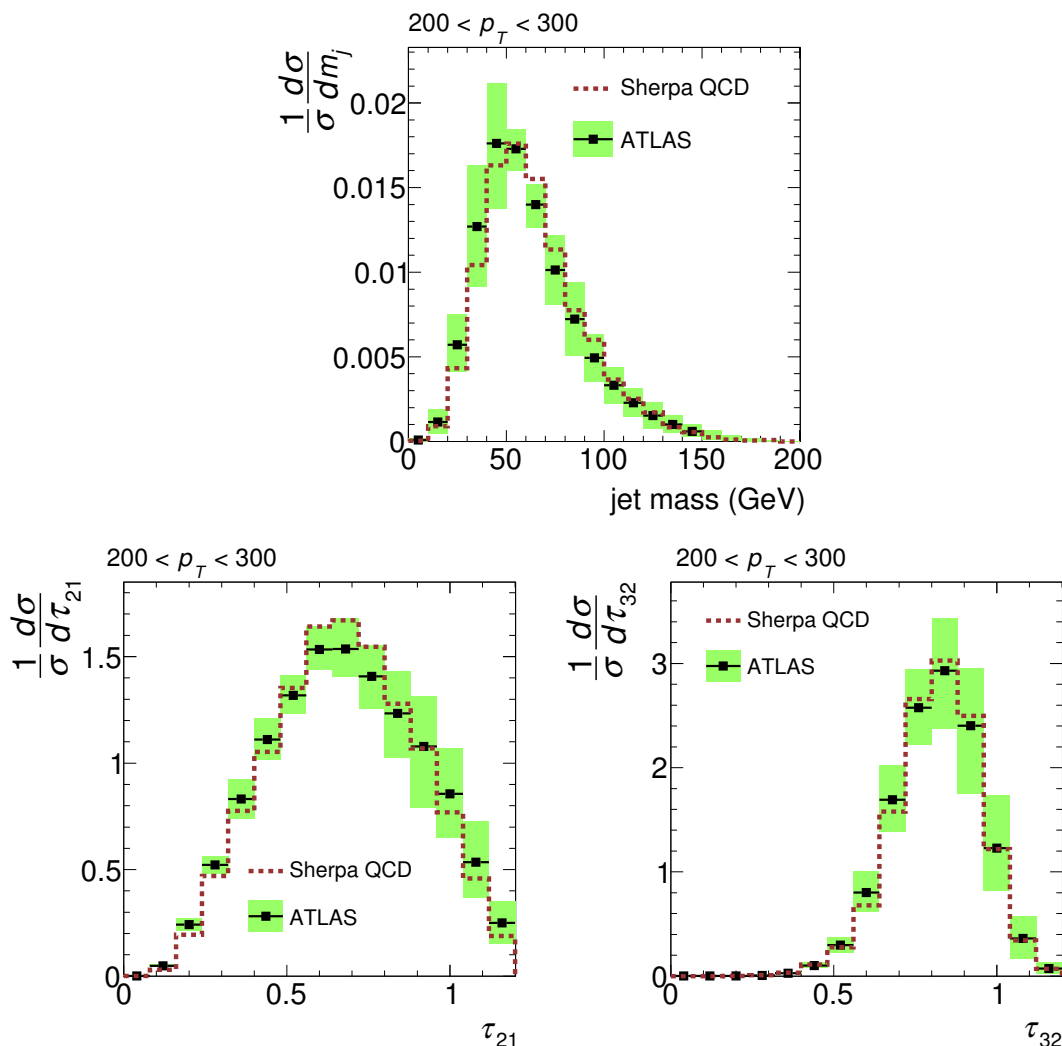 200 < p_T < 300
1/σ dσ/dm_j
Sherpa QCD
ATLAS
0.02
0.015
0.01
0.005
0
0 50 100 150 200
jet mass (GeV)
200 < p_T < 300
1/σ dσ/dτ_21
1.5
1
0.5
0
Sherpa QCD
ATLAS
0 0.5 1
τ_21
200 < p_T < 300
1/σ dσ/dτ_32
Sherpa QCD
ATLAS
3
2
1
0
0 0.5 1
τ_32